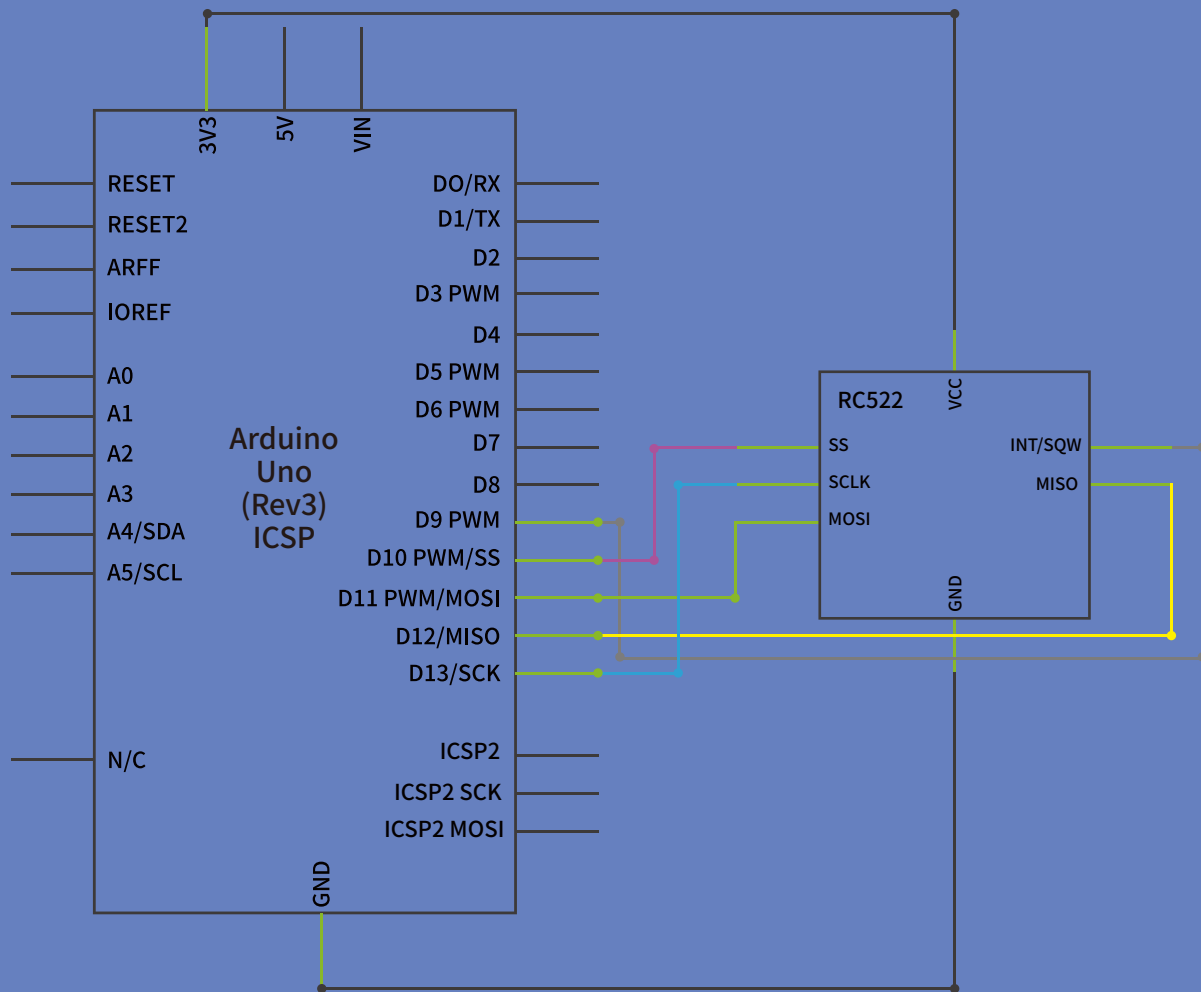 3V3
5V
VIN
RESET
RESET2
ARFF
IOREF
A0
A1
A2
A3
A4/SDA
A5/SCL
N/C
Arduino
Uno
(Rev3)
ICSP
DO/RX
D1/TX
D2
D3 PWM
D4
D5 PWM
D6 PWM
D7
D8
D9 PWM
D10 PWM/SS
D11 PWM/MOSI
D12/MISO
D13/SCK
ICSP2
ICSP2 SCK
ICSP2 MOSI
GND
RC522
VCC
SS
SCLK
MOSI
INT/SQW
MISO
GND